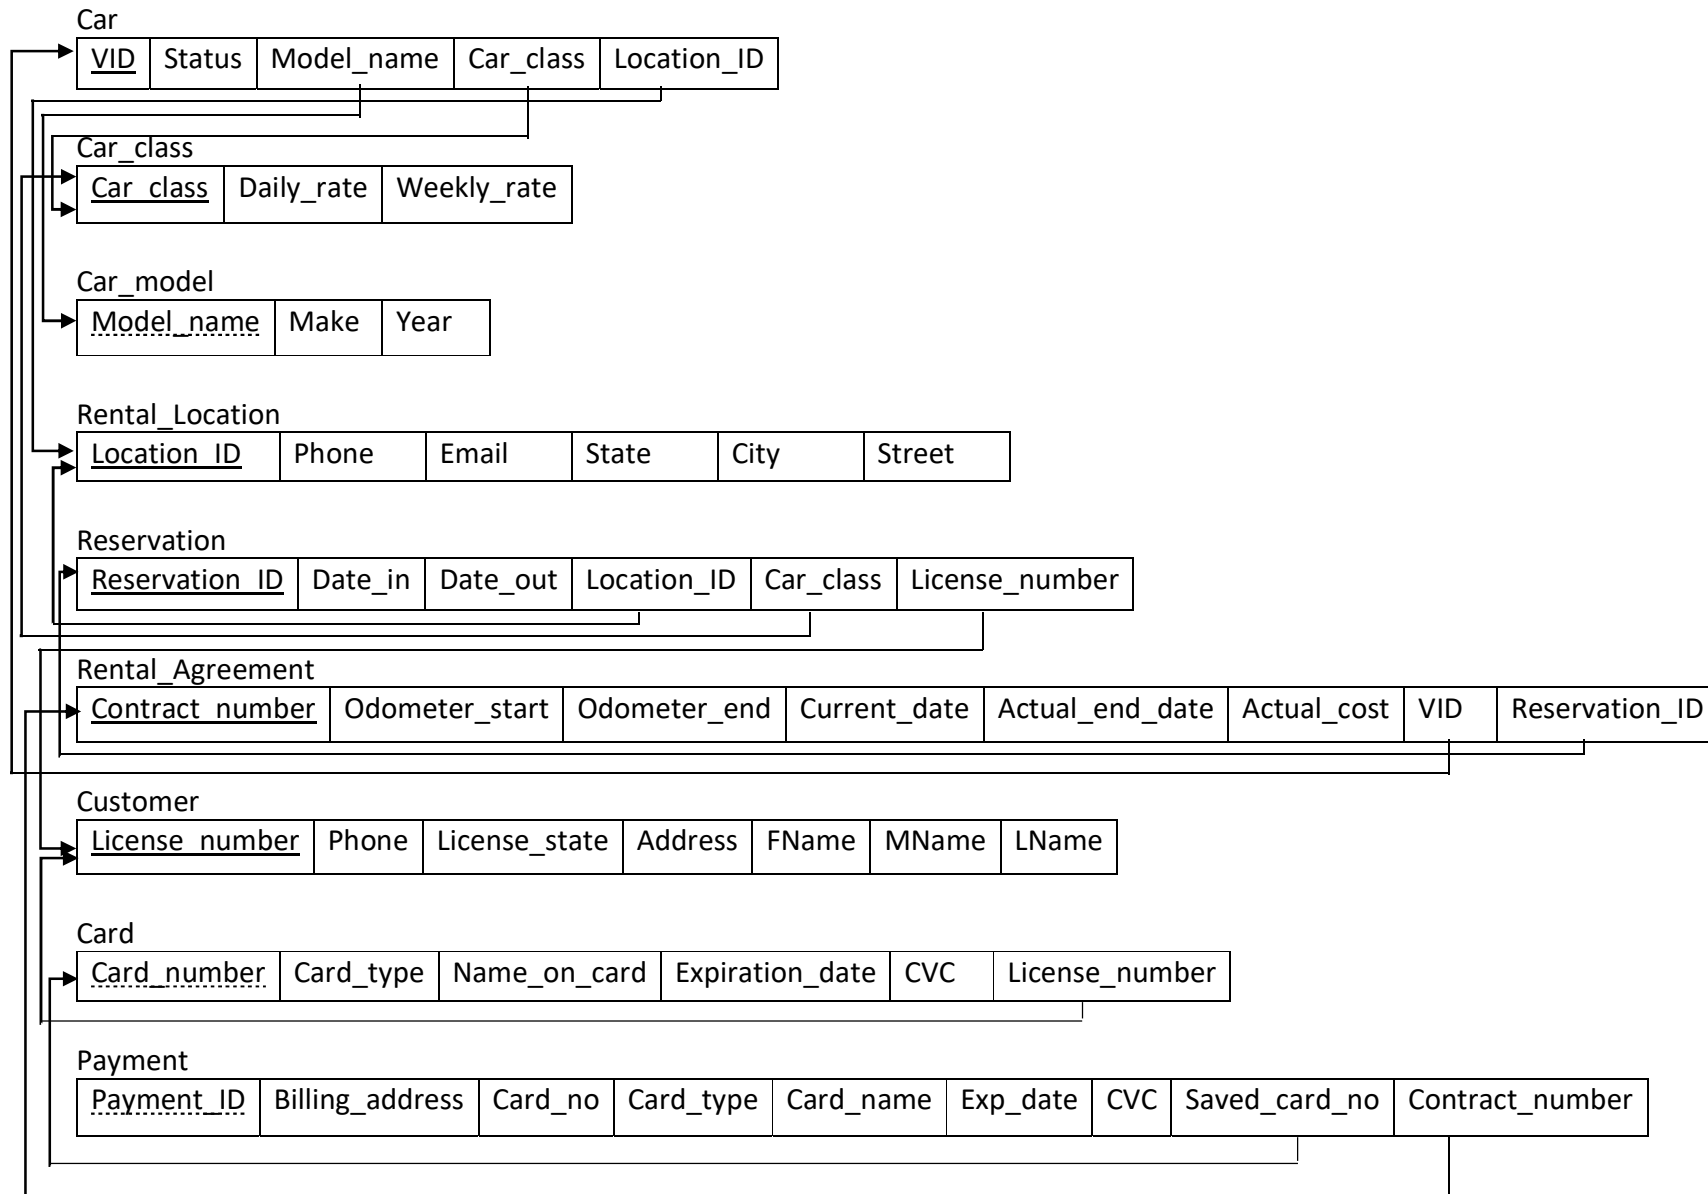 Car
VID Status Model_name Car_class Location_ID
Car_class
Car_class Daily_rate Weekly_rate
Car_model
Model_name Make Year
Rental_Location
Location_ID Phone Email State City Street
Reservation
Reservation_ID Date_in Date_out Location_ID Car_class License_number
Rental_Agreement
Contract_number Odometer_start Odometer_end Current_date Actual_end_date Actual_cost VID Reservation_ID
Customer
License_number Phone License_state Address FName MName LName
Card
Card_number Card_type Name_on_card Expiration_date CVC License_number
Payment
Payment_ID Billing_address Card_no Card_type Card_name Exp_date CVC Saved_card_no Contract_number